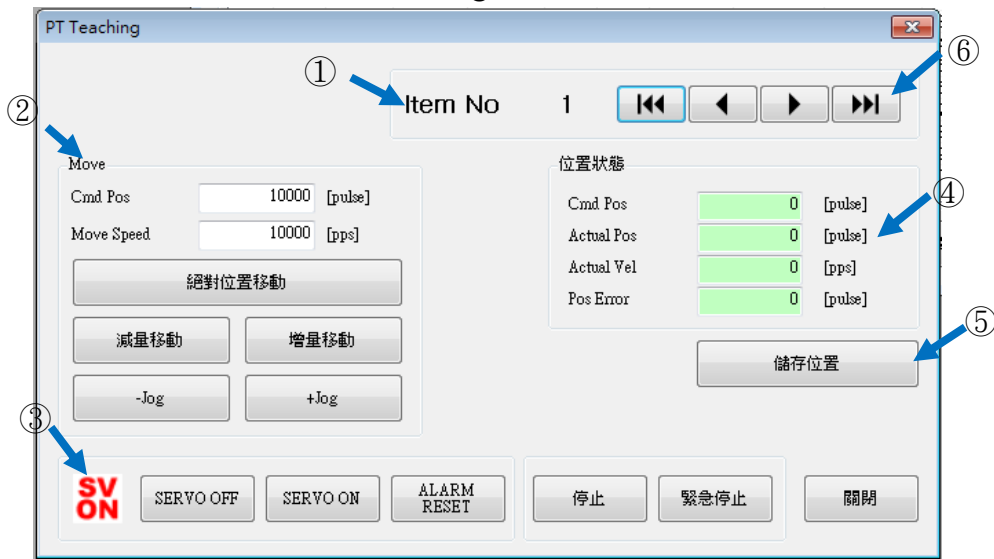 PT Teaching
① Item No 1 ⑥
②
Move
Cmd Pos 10000 [pulse]
Move Speed 10000 [pps]
絕對位置移動
減量移動 增量移動
-Jog +Jog
位置狀態
Cmd Pos 0 [pulse]
Actual Pos 0 [pulse]
Actual Vel 0 [pps]
Pos Error 0 [pulse]
④
⑤
儲存位置
③
SV
ON
SERVO OFF
SERVO ON
ALARM
RESET
停止
緊急停止
關閉